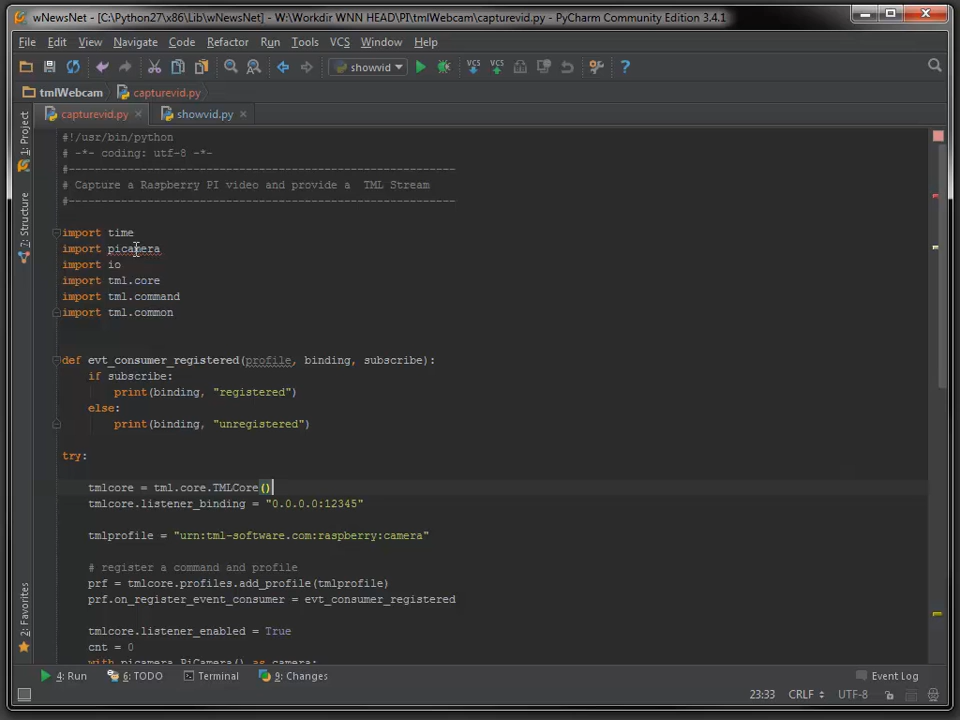 wNewsNet - [C:\Python27\x86\Lib\wNewsNet] - W:\Workdir WNN HEAD\PI\tmlWebcam\capturevid.py - PyCharm Community Edition 3.4.1
File Edit View Navigate Code Refactor Run Tools VCS Window Help
showvid VCS VCS ?
tmlWebcam capturevid.py
capturevid.py showvid.py
1: Project
7: Structure
2: Favorites
#!/usr/bin/python
# -*- coding: utf-8 -*-
#------------------------------------------------------------
# Capture a Raspberry PI video and provide a  TML Stream
#------------------------------------------------------------
import time
import picamera
import io
import tml.core
import tml.command
import tml.common
def evt_consumer_registered(profile, binding, subscribe):
if subscribe:
print(binding, "registered")
else:
print(binding, "unregistered")
try:
tmlcore = tml.core.TMLCore()
tmlcore.listener_binding = "0.0.0.0:12345"
tmlprofile = "urn:tml-software.com:raspberry:camera"
# register a command and profile
prf = tmlcore.profiles.add_profile(tmlprofile)
prf.on_register_event_consumer = evt_consumer_registered
tmlcore.listener_enabled = True
cnt = 0
with picamera.PiCamera() as camera:
4: Run 6: TODO Terminal 9: Changes Event Log
23:33 CRLF UTF-8